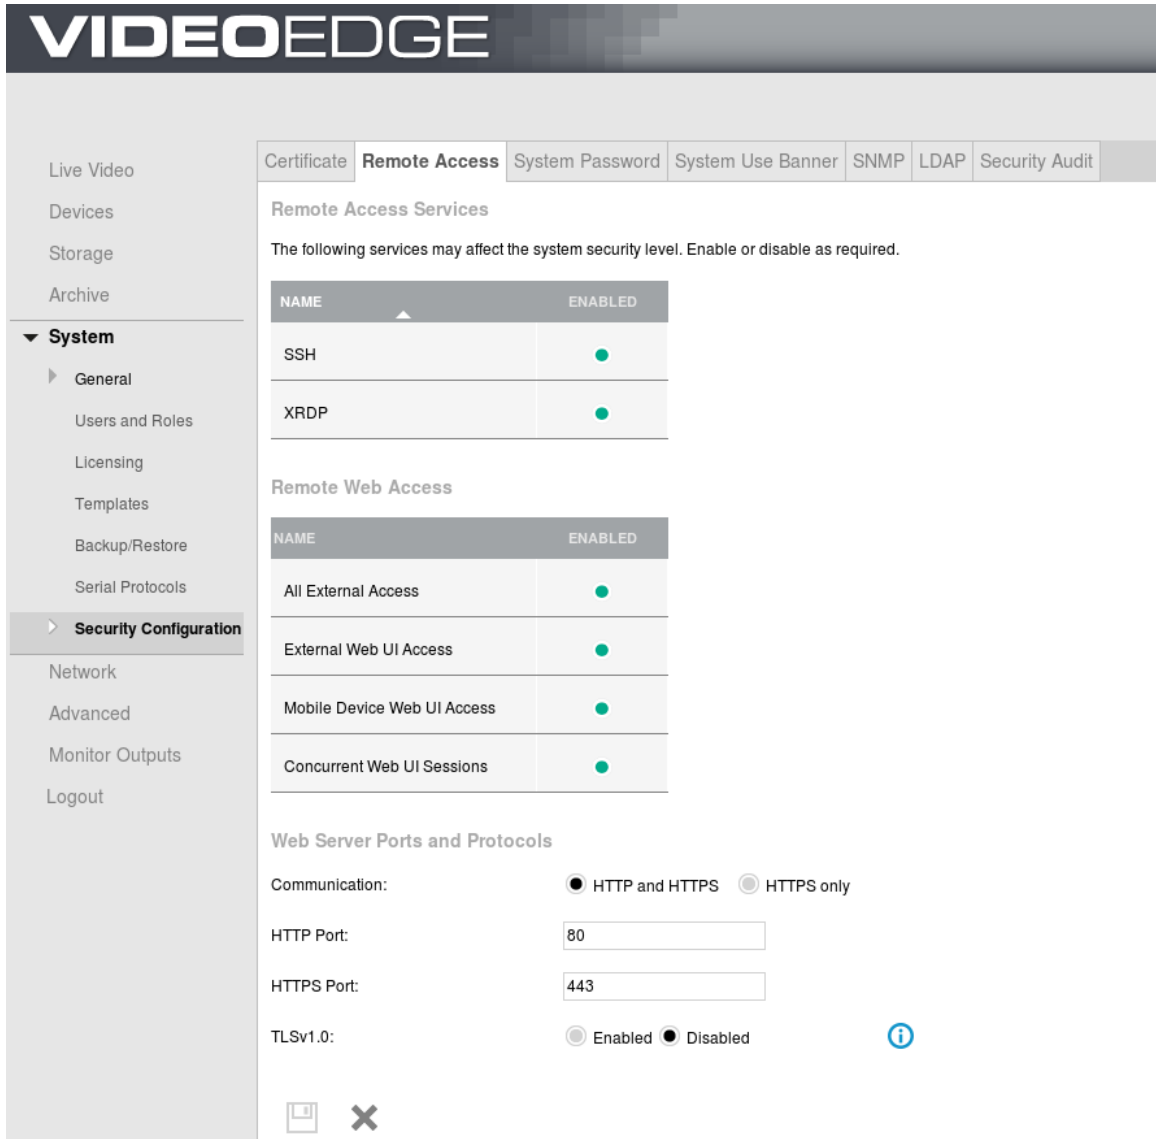 VIDEOEDGE
Live Video
Devices
Storage
Archive
System
General
Users and Roles
Licensing
Templates
Backup/Restore
Serial Protocols
Security Configuration
Network
Advanced
Monitor Outputs
Logout
Certificate Remote Access System Password System Use Banner SNMP LDAP Security Audit
Remote Access Services
The following services may affect the system security level. Enable or disable as required.
NAME ENABLED
SSH
XRDP
Remote Web Access
NAME ENABLED
All External Access
External Web UI Access
Mobile Device Web UI Access
Concurrent Web UI Sessions
Web Server Ports and Protocols
Communication: HTTP and HTTPS HTTPS only
HTTP Port: 80
HTTPS Port: 443
TLSv1.0: Enabled Disabled